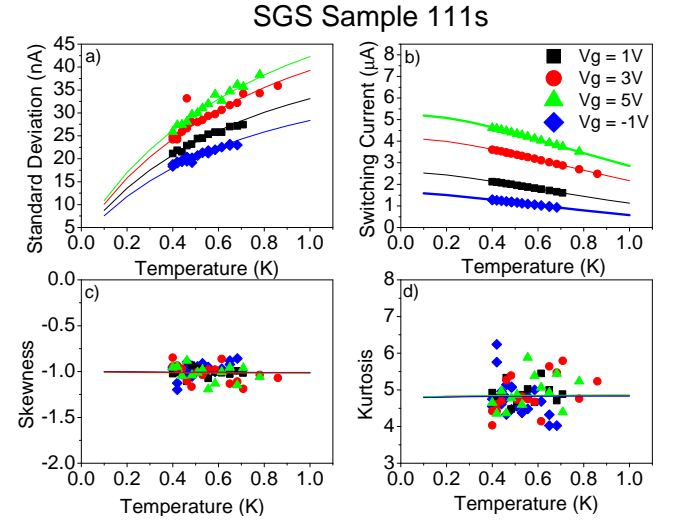 SGS Sample 111s
a)
Standard Deviation (nA)
45
40
35
30
25
20
15
10
5
0.0 0.2 0.4 0.6 0.8 1.0
Temperature (K)
b)
Switching Current (μA)
8
7
6
5
4
3
2
1
0
0.0 0.2 0.4 0.6 0.8 1.0
Temperature (K)
Vg = 1V
Vg = 3V
Vg = 5V
Vg = -1V
c)
Skewness
0.0
-0.5
-1.0
-1.5
-2.0
0.0 0.2 0.4 0.6 0.8 1.0
Temperature (K)
d)
Kurtosis
8
7
6
5
4
3
0.0 0.2 0.4 0.6 0.8 1.0
Temperature (K)